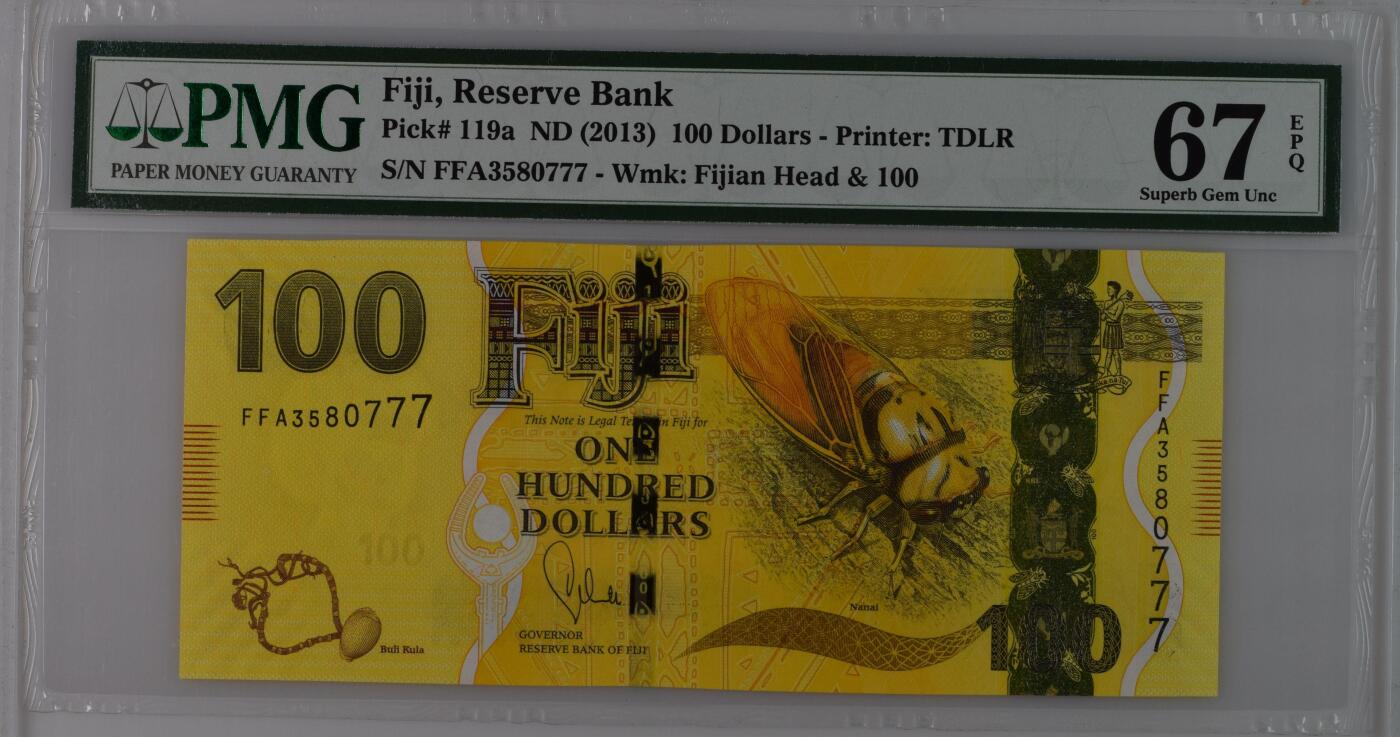 PMG
PAPER MONEY GUARANTY
Fiji, Reserve Bank
Pick# 119a ND (2013) 100 Dollars - Printer: TDLR
S/N FFA3580777 - Wmk: Fijian Head & 100
67
EPQ
Superb Gem Unc
100
FFA3580777
Fiji
This Note is Legal Te in Fiji for
ONE
HUNDRED
DOLLARS
100
GOVERNOR
RESERVE BANK OF FIJI
Buli Kula
Nanai
100
FFA3580777